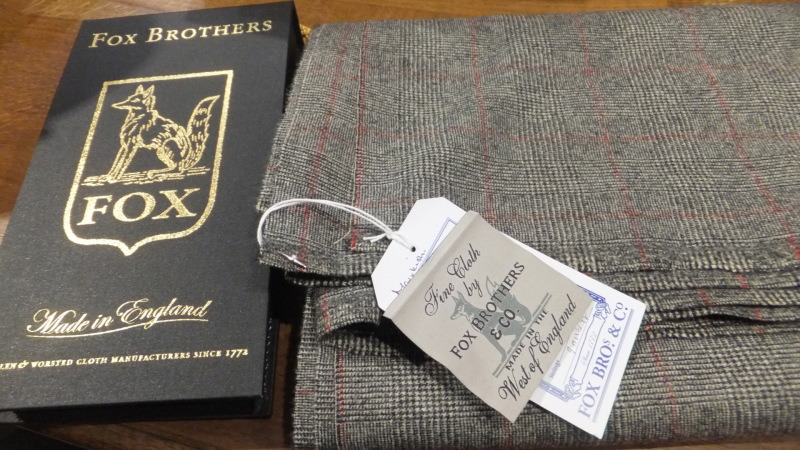 FOX BROTHERS
FOX
Made in England
LEN & WORSTED CLOTH MANUFACTURERS SINCE 1772
Fine Cloth
by
FOX BROTHERS
& CO.
MADE IN THE
West of England
FOX BROS & CO